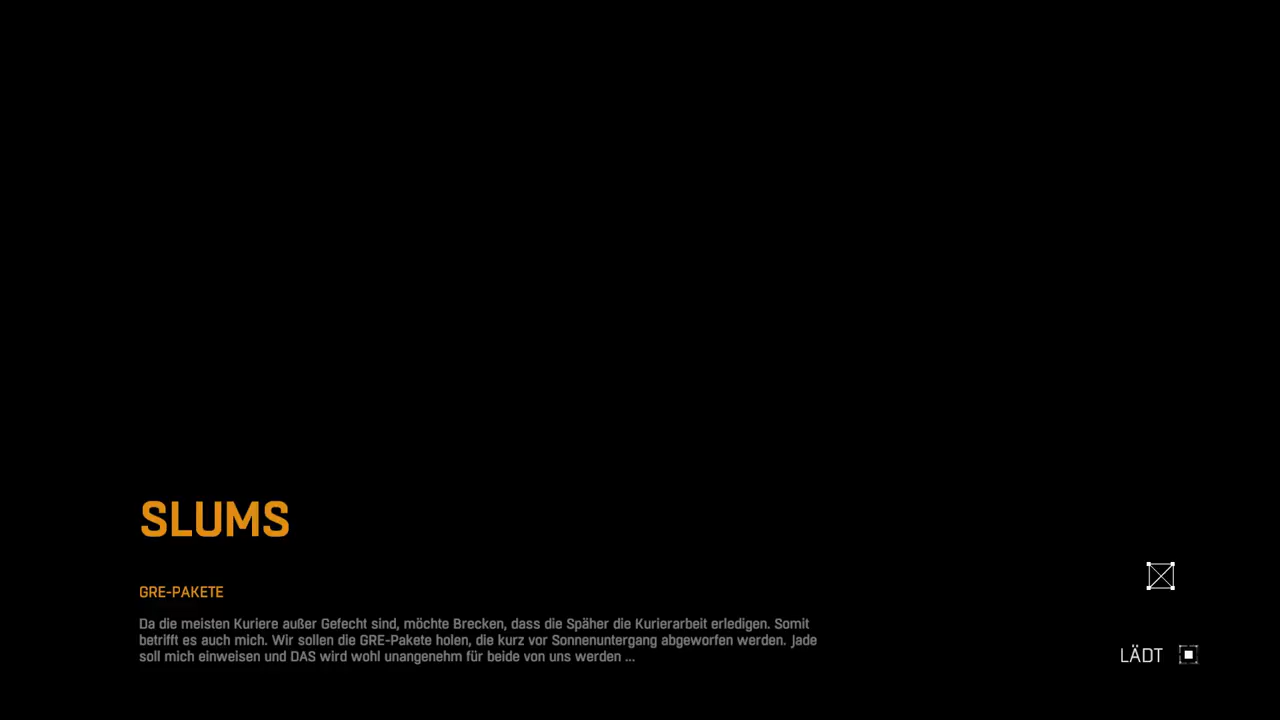 SLUMS
GRE-PAKETE
Da die meisten Kuriere außer Gefecht sind, möchte Brecken, dass die Späher die Kurierarbeit erledigen. Somit
betrifft es auch mich. Wir sollen die GRE-Pakete holen, die kurz vor Sonnenuntergang abgeworfen werden. Jade
soll mich einweisen und DAS wird wohl unangenehm für beide von uns werden ...
LÄDT